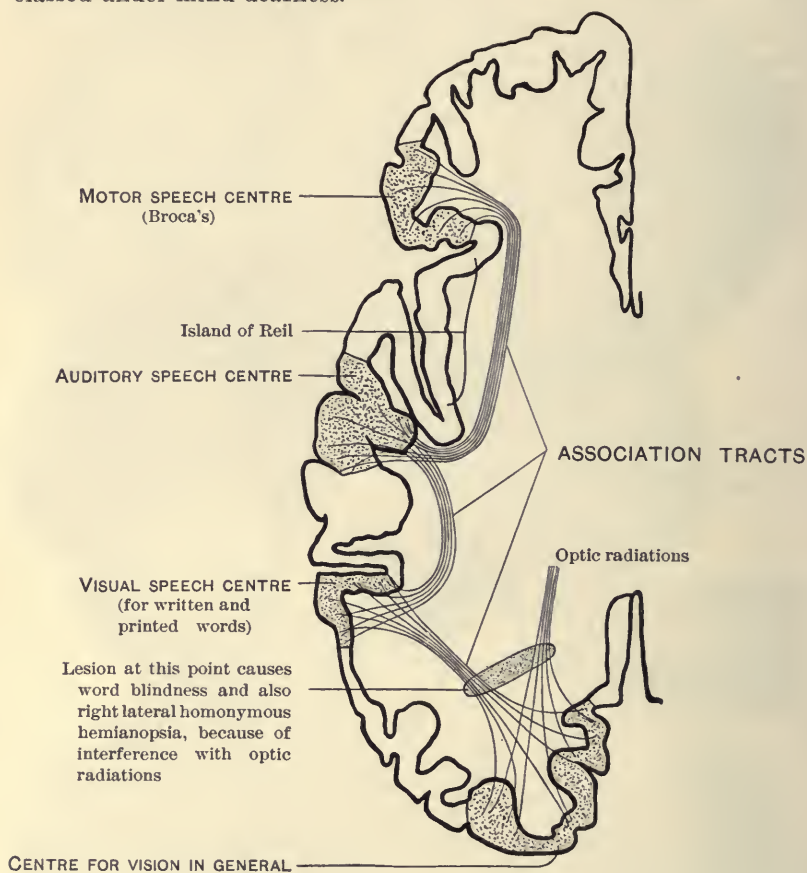 classed under mind deafness.
MOTOR SPEECH CENTRE
(Broca's)
Island of Reil
AUDITORY SPEECH CENTRE
ASSOCIATION TRACTS
Optic radiations
VISUAL SPEECH CENTRE
(for written and
printed words)
Lesion at this point causes
word blindness and also
right lateral homonymous
hemianopsia, because of
interference with optic
radiations
CENTRE FOR VISION IN GENERAL